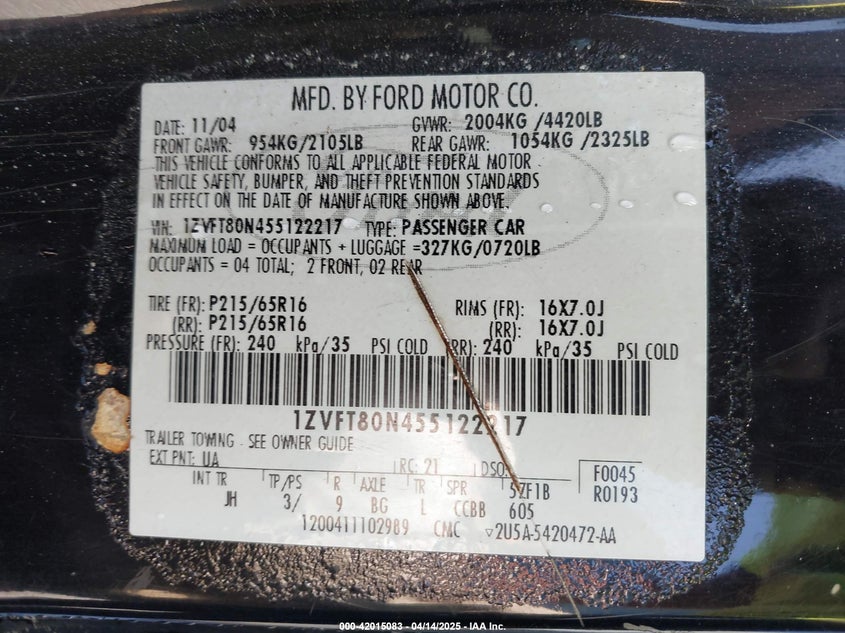 MFD. BY FORD MOTOR CO.
DATE: 11/04 GVWR: 2004KG /4420LB
FRONT GAWR: 954KG/2105LB REAR GAWR: 1054KG /2325LB
THIS VEHICLE CONFORMS TO ALL APPLICABLE FEDERAL MOTOR
VEHICLE SAFETY, BUMPER, AND THEFT PREVENTION STANDARDS
IN EFFECT ON THE DATE OF MANUFACTURE SHOWN ABOVE.
VIN: 1ZVFT80N455122217 TYPE: PASSENGER CAR
MAXIMUM LOAD = OCCUPANTS + LUGGAGE =327KG/0720LB
OCCUPANTS = 04 TOTAL; 2 FRONT, 02 REAR
TIRE (FR): P215/65R16 RIMS (FR): 16X7.0J
(RR): P215/65R16 (RR): 16X7.0J
PRESSURE (FR): 240 kPa/35 PSI COLD (RR): 240 kPa/35 PSI COLD
1ZVFT80N455122217
TRAILER TOWING - SEE OWNER GUIDE
EXT PNT: UA RC: 21 DSO: F0045
INT TR TP/PS R AXLE TR SPR 5ZF1B R0193
JH 3/ 9 BG L CCBB 605
1200411102989 CMC 2U5A-5420472-AA
000-42015083 - 04/14/2025 - IAA Inc.